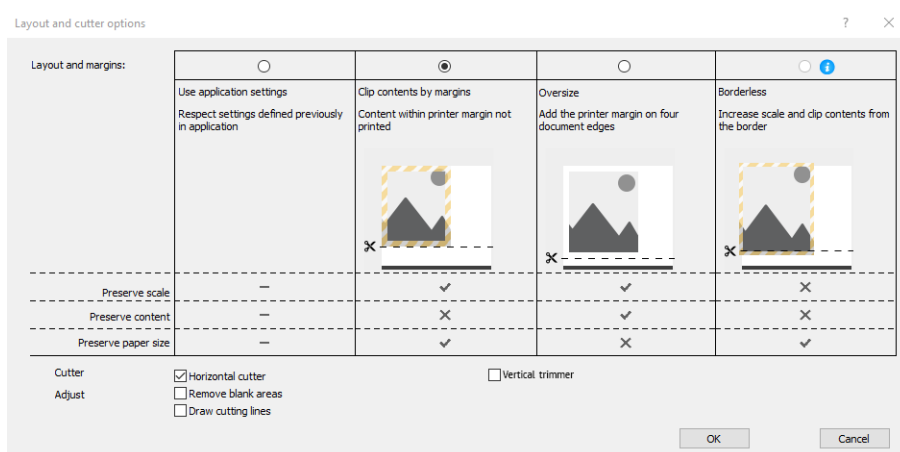 Layout and cutter options
?
Layout and margins:
Use application settings
Clip contents by margins
Oversize
Borderless
Respect settings defined previously
in application
Content within printer margin not
printed
Add the printer margin on four
document edges
Increase scale and clip contents from
the border
Preserve scale
Preserve content
Preserve paper size
Cutter
Horizontal cutter
Vertical trimmer
Adjust
Remove blank areas
Draw cutting lines
OK
Cancel